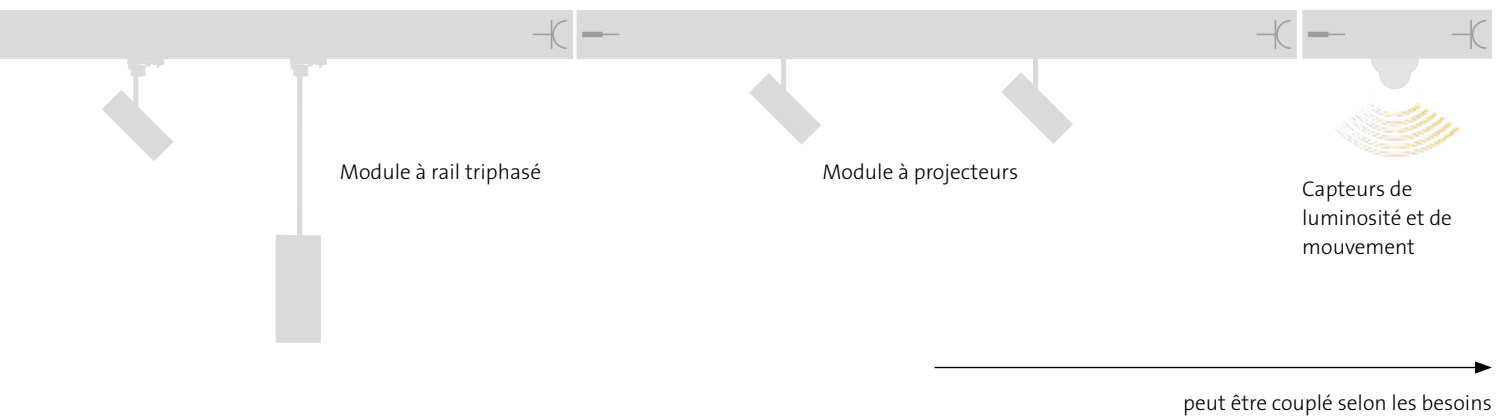 Module à rail triphasé
Module à projecteurs
Capteurs de
luminosité et de
mouvement
peut être couplé selon les besoins